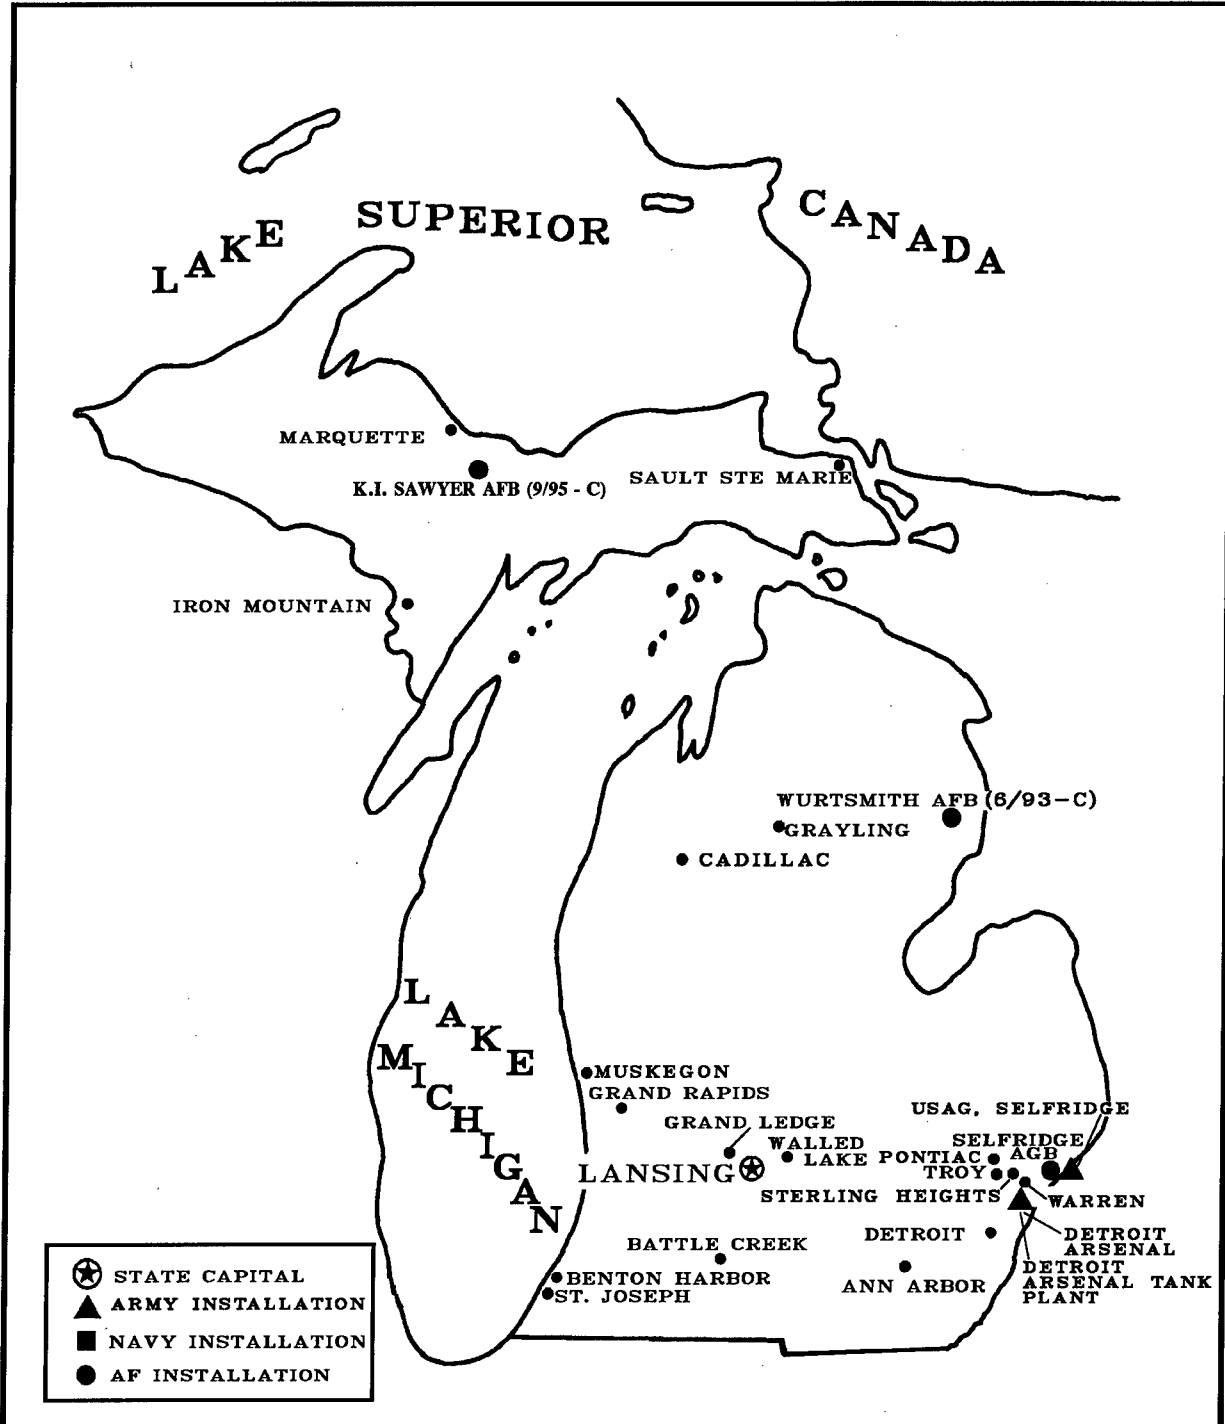 LAKE SUPERIOR
CANADA
MARQUETTE
K.I. SAWYER AFB (9/95 - C)
SAULT STE MARIE
IRON MOUNTAIN
WURTSMITH AFB (6/93-C)
GRAYLING
CADILLAC
LAKE
MICHIGAN
MUSKEGON
GRAND RAPIDS
GRAND LEDGE
LANSING
WALLED
LAKE
USAG, SELFRIDGE
SELFRIDGE
AGB
PONTIAC
TROY
STERLING HEIGHTS
WARREN
DETROIT
DETROIT
ARSENAL
DETROIT
ARSENAL TANK
PLANT
BATTLE CREEK
ANN ARBOR
BENTON HARBOR
ST. JOSEPH
STATE CAPITAL
ARMY INSTALLATION
NAVY INSTALLATION
AF INSTALLATION